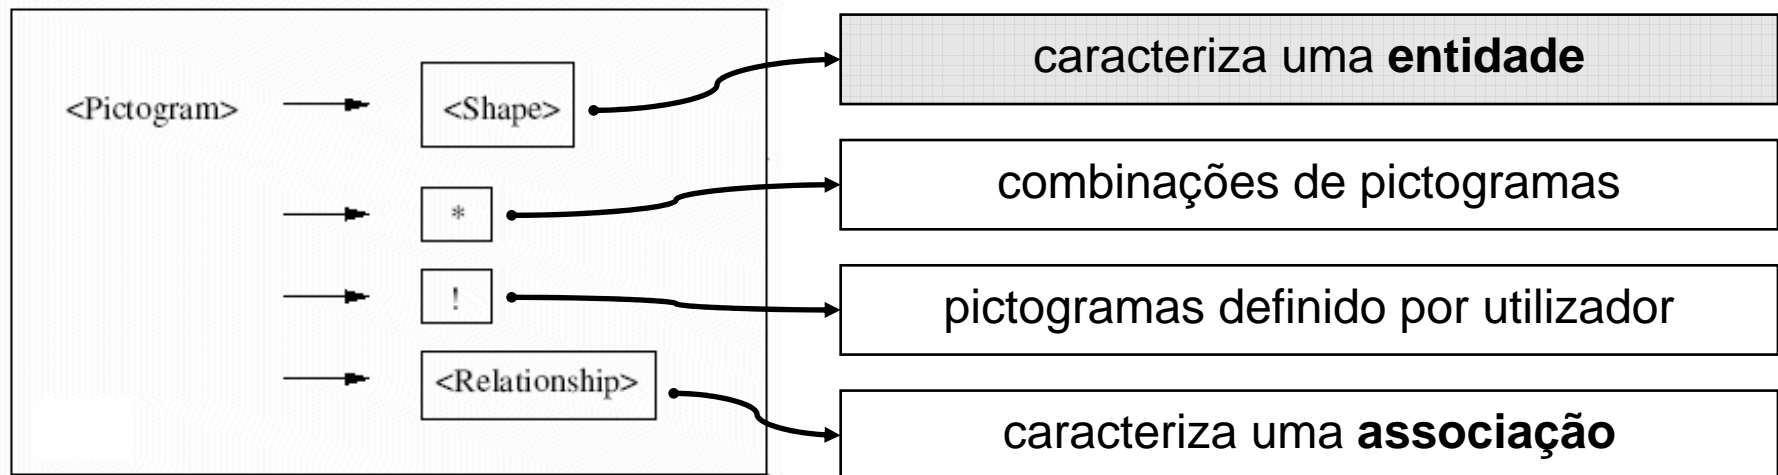 <Pictogram>
<Shape>
caracteriza uma entidade
*
combinações de pictogramas
!
pictogramas definido por utilizador
<Relationship>
caracteriza uma associação